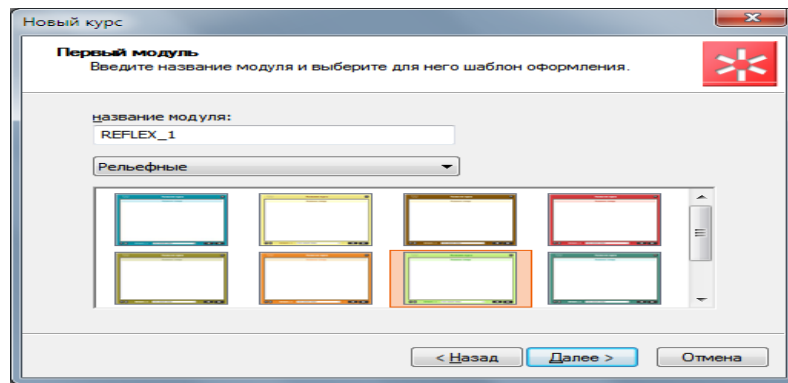 Новый курс
Первый модуль
Введите название модуля и выберите для него шаблон оформления.
название модуля:
REFLEX_1
Рельефные
< Назад Далее > Отмена